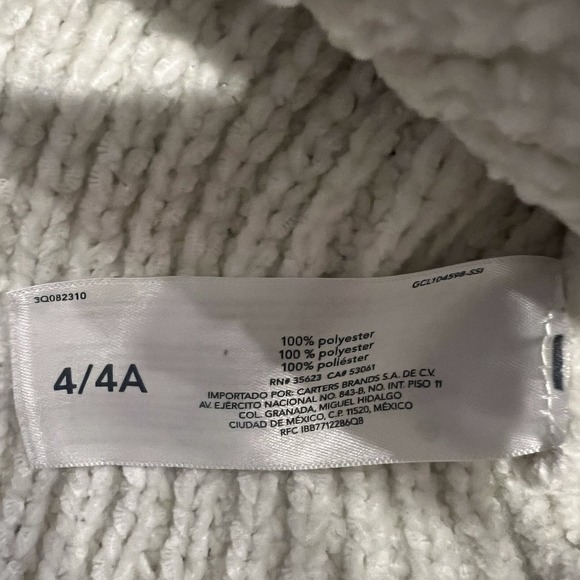 3Q082310
GCL104598-SSI
4/4A
100% polyester
100 % polyester
100% poliéster
RN# 35623 CA# 53061
IMPORTADO POR: CARTERS BRANDS S.A. DE C.V.
AV. EJÉRCITO NACIONAL NO. 843-B, NO. INT. PISO 11
COL. GRANADA, MIGUEL HIDALGO
CIUDAD DE MÉXICO, C.P. 11520, MÉXICO
RFC IBB7712286QB